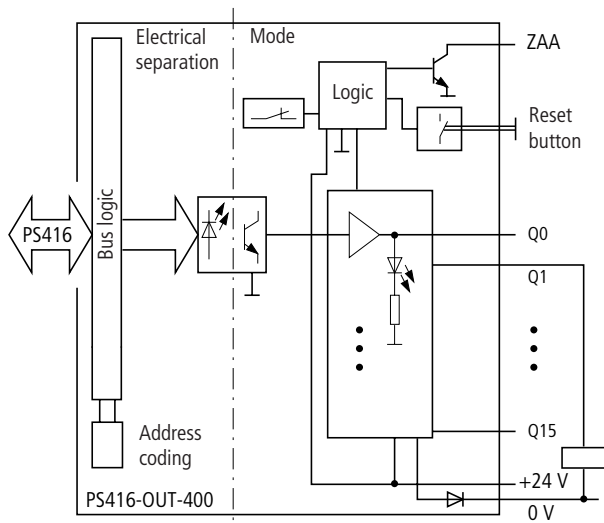 Electrical
separation
Mode
ZAA
Logic
Reset
button
PS416
Bus logic
Q0
Q1
Q15
Address
coding
+24 V
PS416-OUT-400
0 V